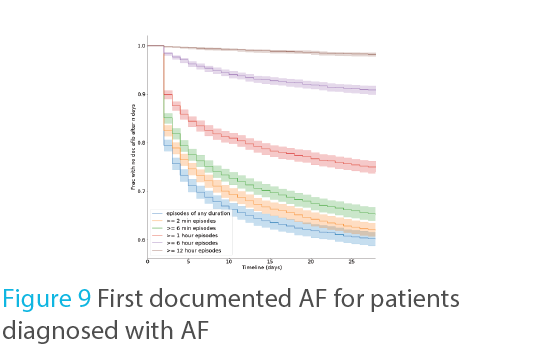 1.0
0.9
0.8
0.7
0.6
Frac with no doc afib after n days
episodes of any duration
>= 2 min episodes
>= 6 min episodes
>= 1 hour episodes
>= 6 hour episodes
>= 12 hour episodes
0 5 10 15 20 25
Timeline (days)
Figure 9 First documented AF for patients
diagnosed with AF